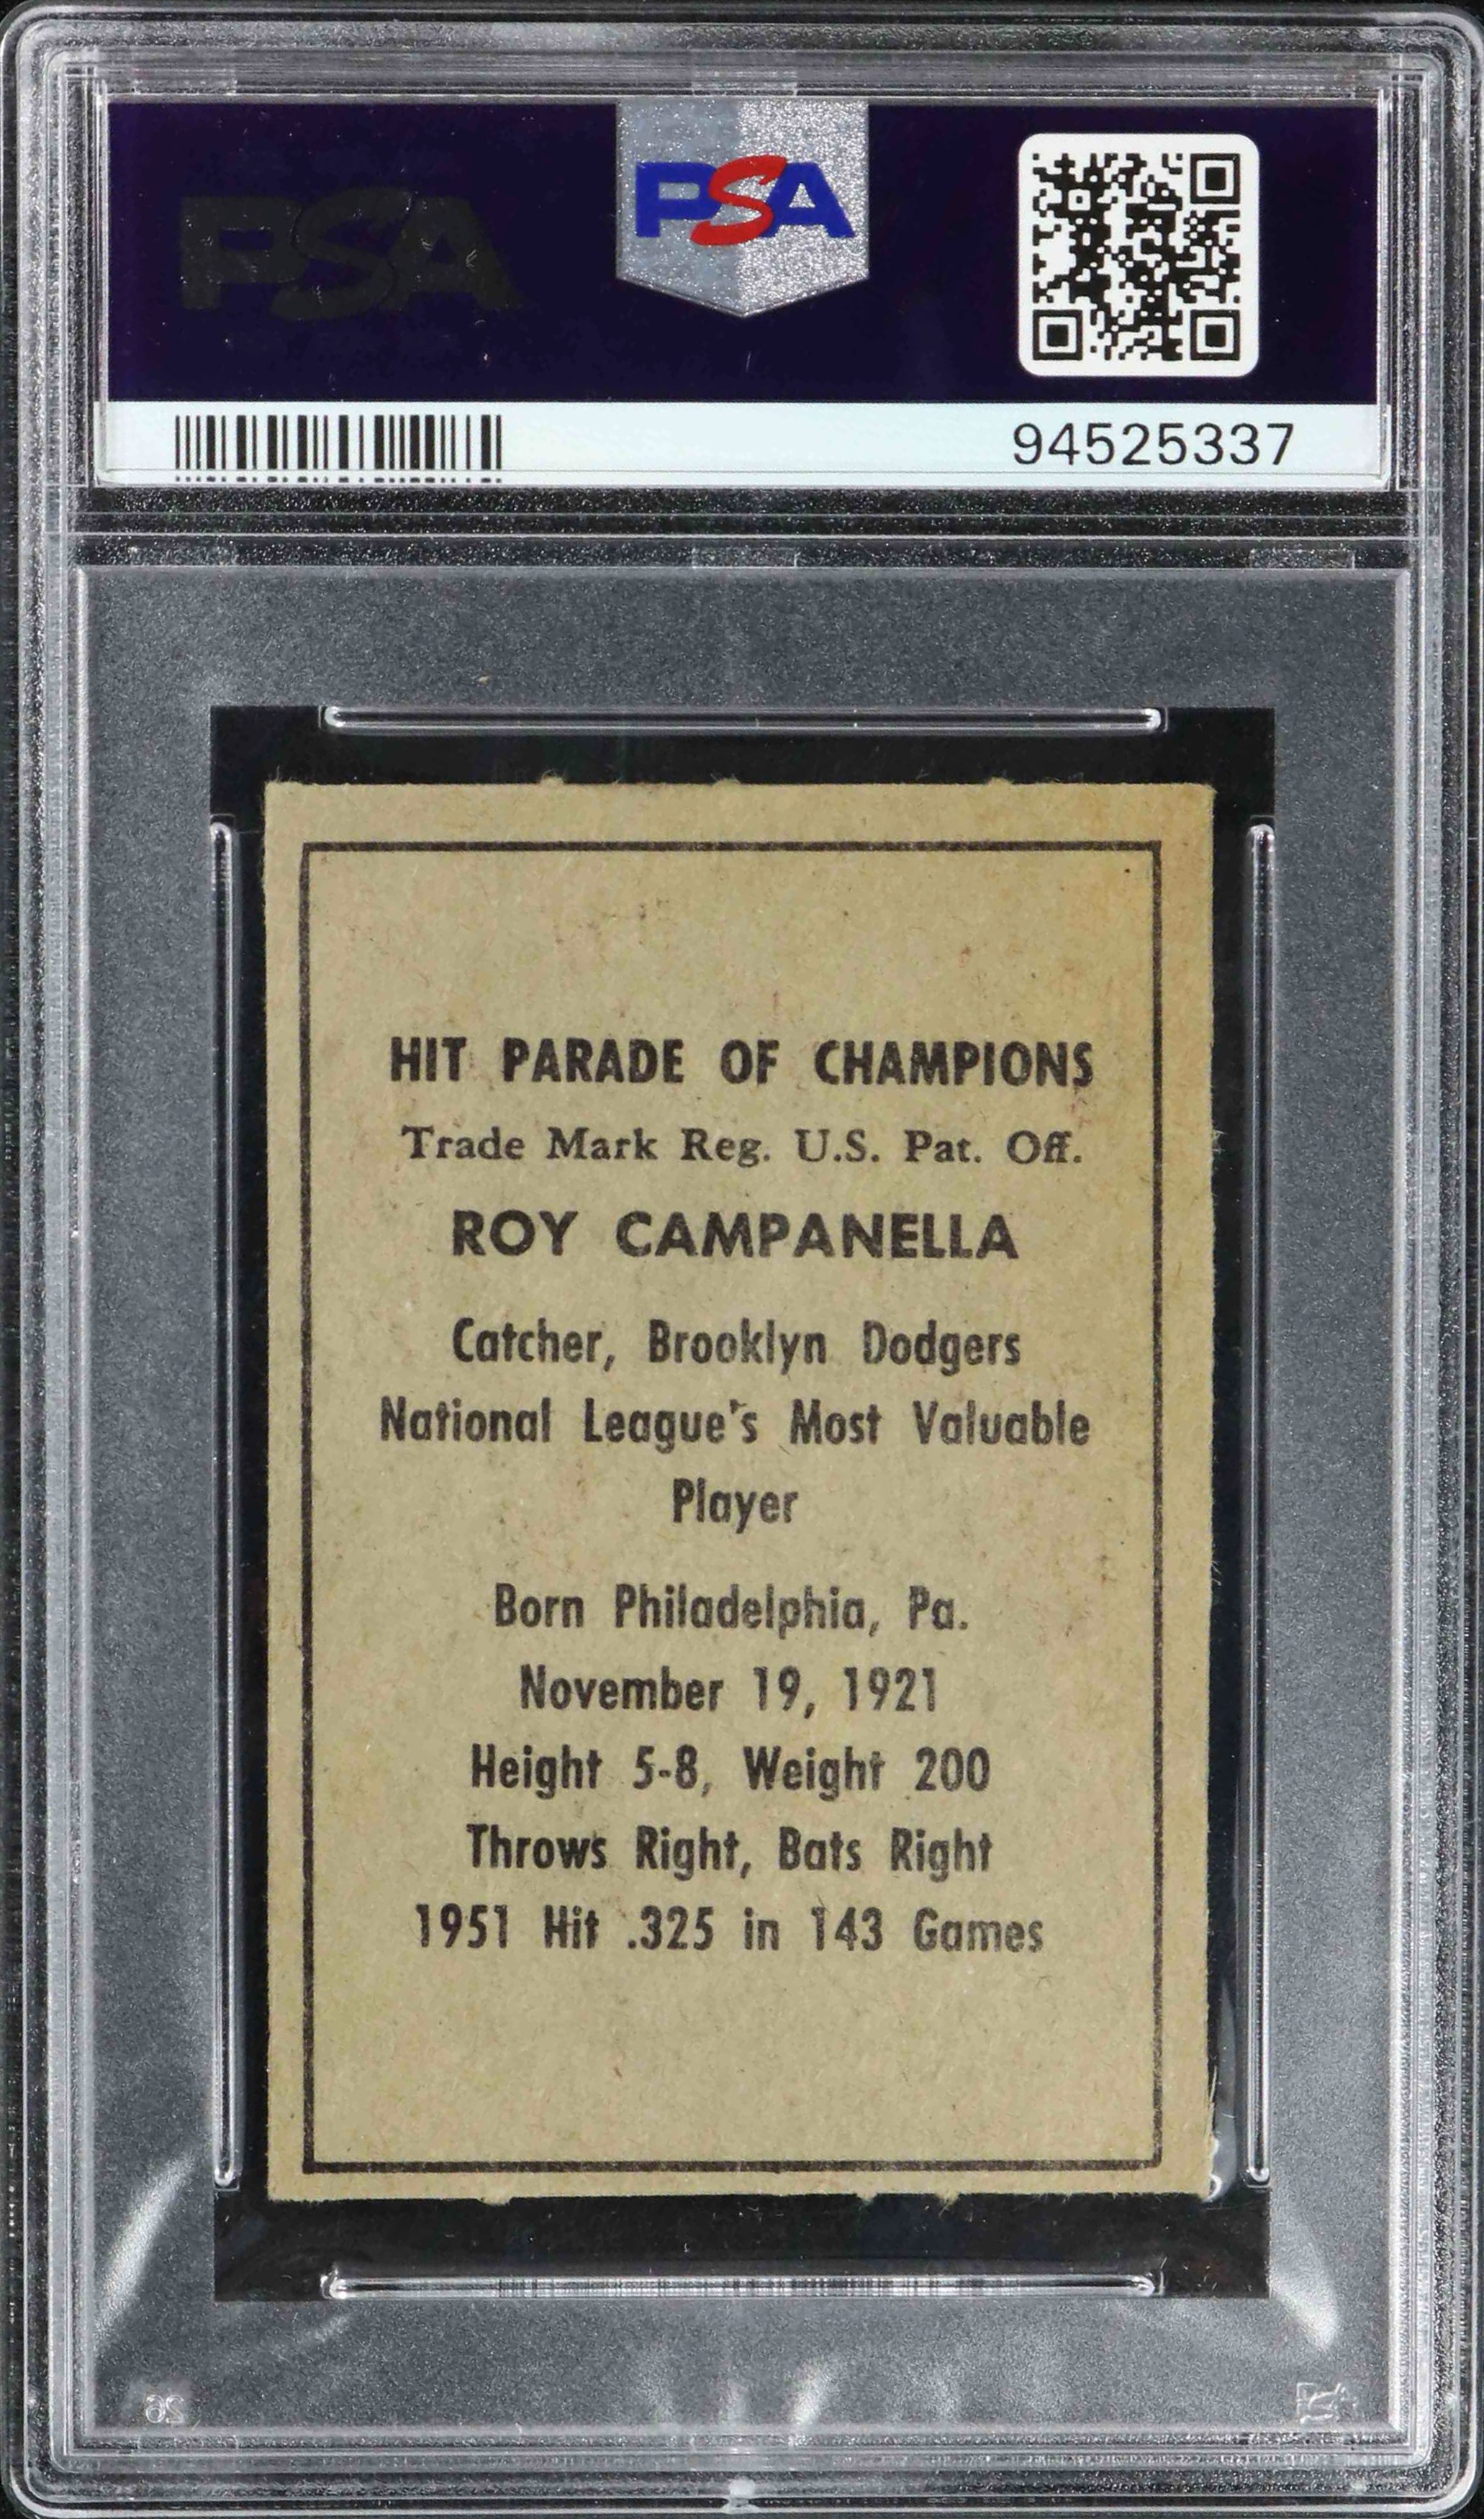 PSA
PSA
94525337
HIT PARADE OF CHAMPIONS
Trade Mark Reg. U.S. Pat. Off.
ROY CAMPANELLA
Catcher, Brooklyn Dodgers
National League's Most Valuable
Player
Born Philadelphia, Pa.
November 19, 1921
Height 5-8, Weight 200
Throws Right, Bats Right
1951 Hit .325 in 143 Games